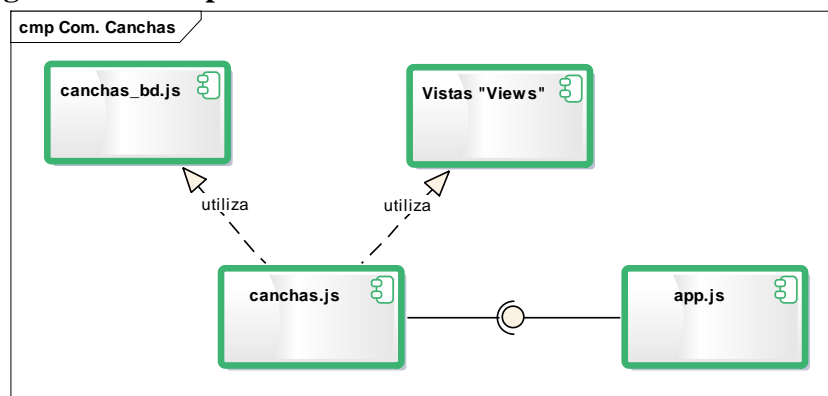 cmp Com. Canchas
canchas_bd.js
Vistas "Views"
utiliza
utiliza
canchas.js
app.js